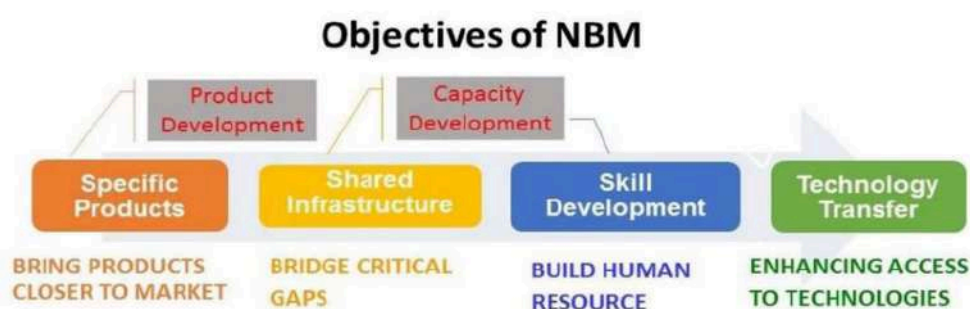 Objectives of NBM
Product
Development
Capacity
Development
Specific
Products
Shared
Infrastructure
Skill
Development
Technology
Transfer
BRING PRODUCTS
CLOSER TO MARKET
BRIDGE CRITICAL
GAPS
BUILD HUMAN
RESOURCE
ENHANCING ACCESS
TO TECHNOLOGIES